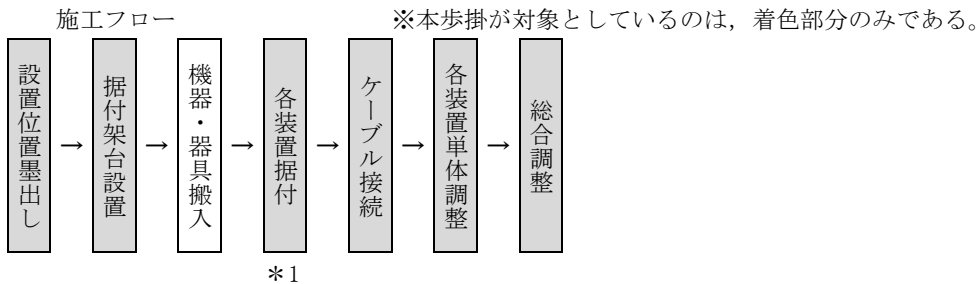 施工フロー
※本歩掛が対象としているのは，着色部分のみである。
設置位置墨出し
→
据付架台設置
→
機器・器具搬入
→
各装置据付
→
ケーブル接続
→
各装置単体調整
→
総合調整
＊1